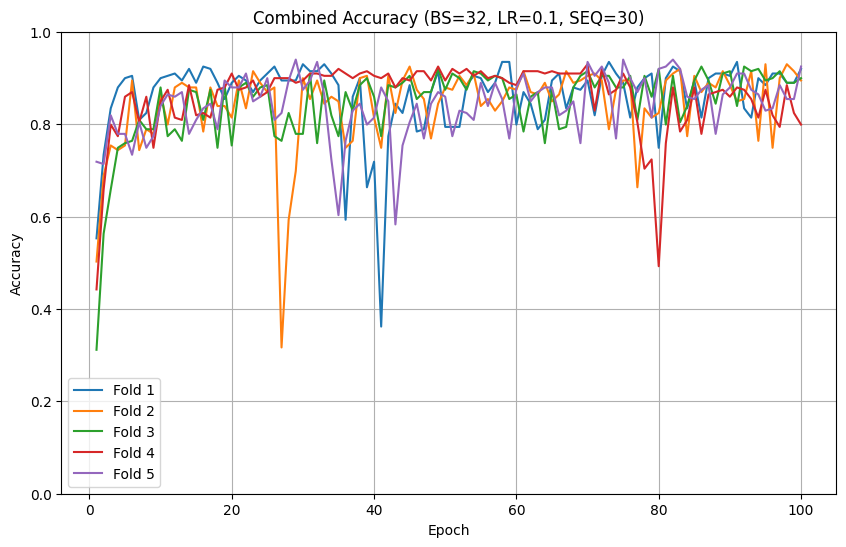 Combined Accuracy (BS=32, LR=0.1, SEQ=30)
1.0
0.8
0.6
0.4
0.2
0.0
Accuracy
Fold 1
Fold 2
Fold 3
Fold 4
Fold 5
0 20 40 60 80 100
Epoch